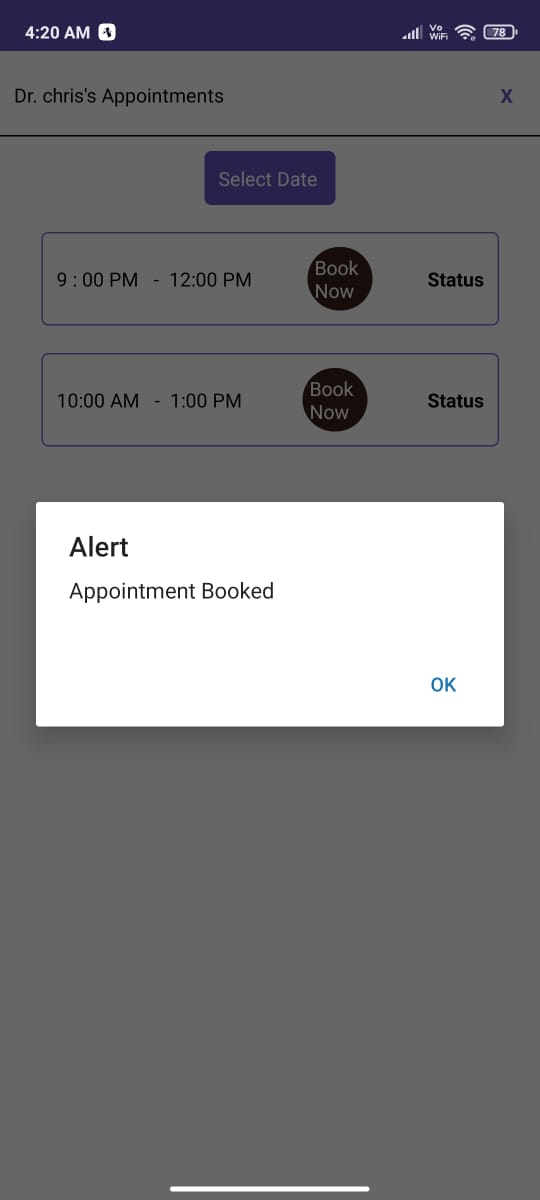 4:20 AM
Vo
WiFi
78
Dr. chris's Appointments
X
Select Date
9 : 00 PM - 12:00 PM
Book
Now
Status
10:00 AM - 1:00 PM
Book
Now
Status
Alert
Appointment Booked
OK